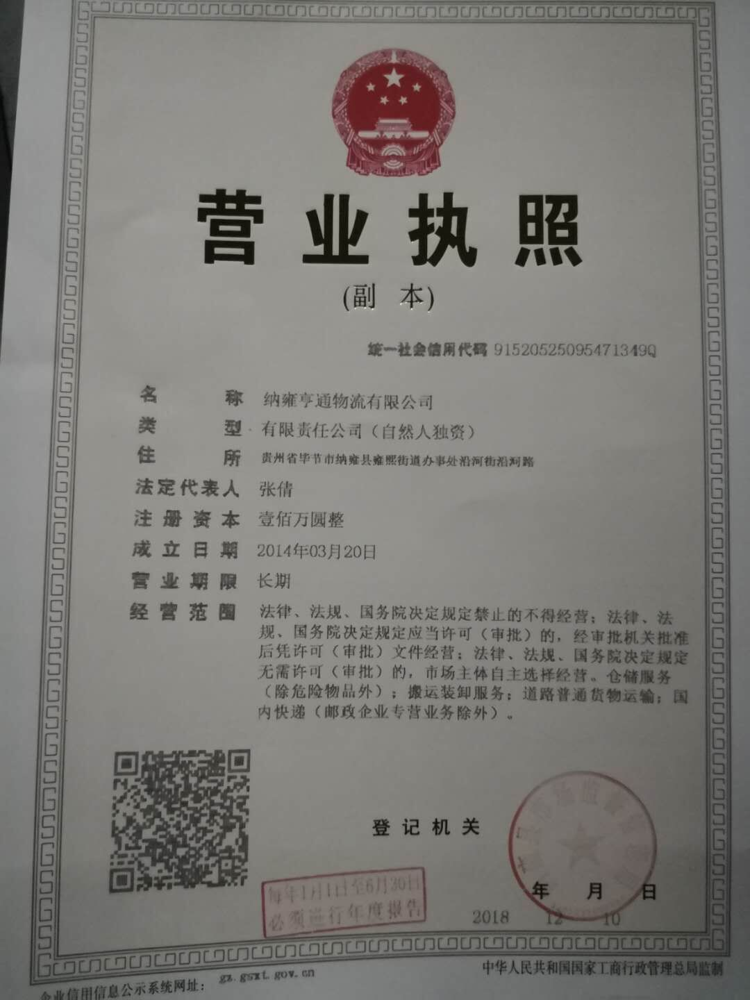 营业执照
(副 本)
统一社会信用代码 91520525095471349Q
名 称 纳雍亨通物流有限公司
类 型 有限责任公司（自然人独资）
住 所 贵州省毕节市纳雍县雍熙街道办事处沿河街沿河路
法定代表人 张倩
注册资本 壹佰万圆整
成立日期 2014年03月20日
营业期限 长期
经营范围 法律、法规、国务院决定规定禁止的不得经营；法律、法
规、国务院决定规定应当许可（审批）的，经审批机关批准
后凭许可（审批）文件经营；法律、法规、国务院决定规定
无需许可（审批）的，市场主体自主选择经营。仓储服务
（除危险物品外）；搬运装卸服务；道路普通货物运输；国
内快递（邮政企业专营业务除外）。
登记机关
每年1月1日至6月30日
必须进行年度报告
年 月 日
2018 12 10
企业信用信息公示系统网址： gz.gsxt.gov.cn
中华人民共和国国家工商行政管理总局监制